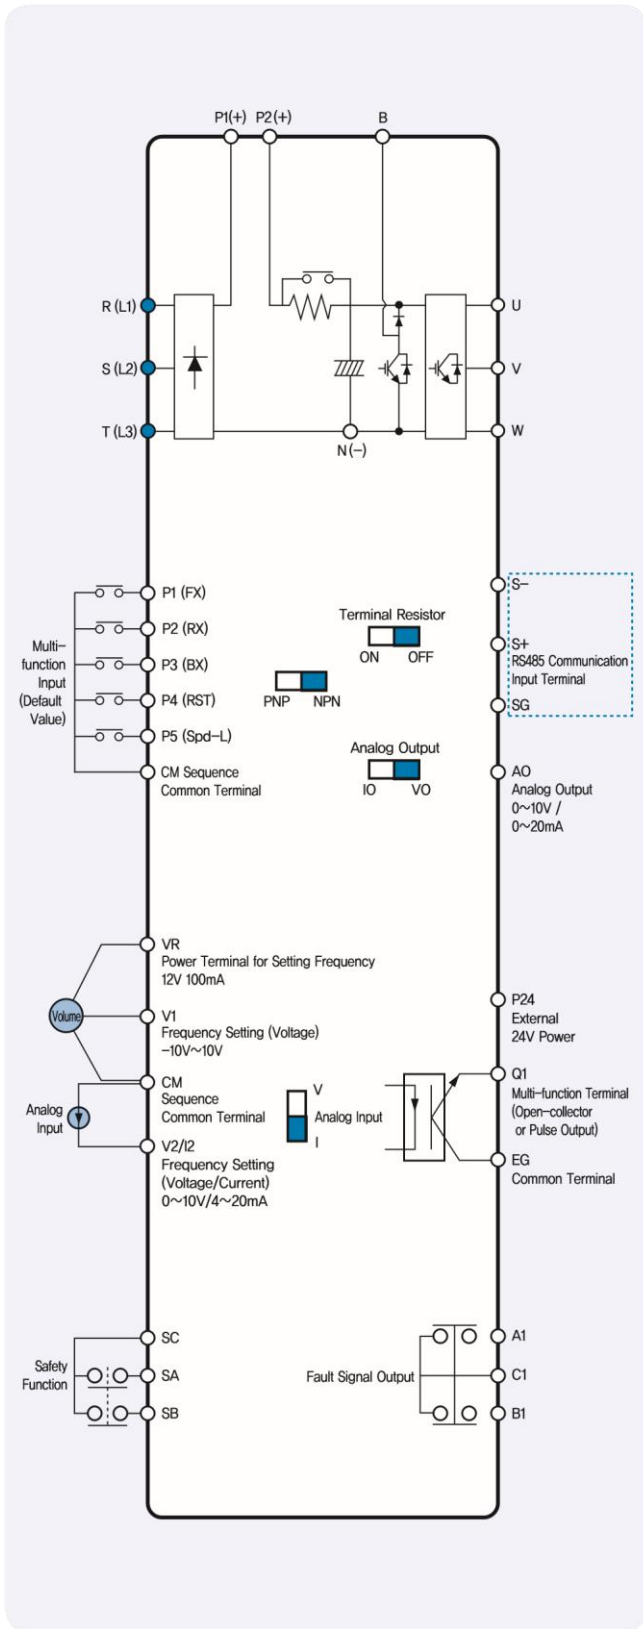 P1(+)
P2(+)
B
R (L1)
S (L2)
T (L3)
N(-)
U
V
W
Multi-
function
Input
(Default
Value)
P1 (FX)
P2 (RX)
P3 (BX)
P4 (RST)
P5 (Spd-L)
CM Sequence
Common Terminal
Terminal Resistor
ON OFF
PNP NPN
Analog Output
IO VO
S-
S+
RS485 Communication
Input Terminal
SG
AO
Analog Output
0~10V /
0~20mA
Volume
VR
Power Terminal for Setting Frequency
12V 100mA
V1
Frequency Setting (Voltage)
-10V~10V
CM
Sequence
Common Terminal
Analog
Input
V2/I2
Frequency Setting
(Voltage/Current)
0~10V/4~20mA
V
Analog Input
I
P24
External
24V Power
Q1
Multi-function Terminal
(Open-collector
or Pulse Output)
EG
Common Terminal
Safety
Function
SC
SA
SB
Fault Signal Output
A1
C1
B1